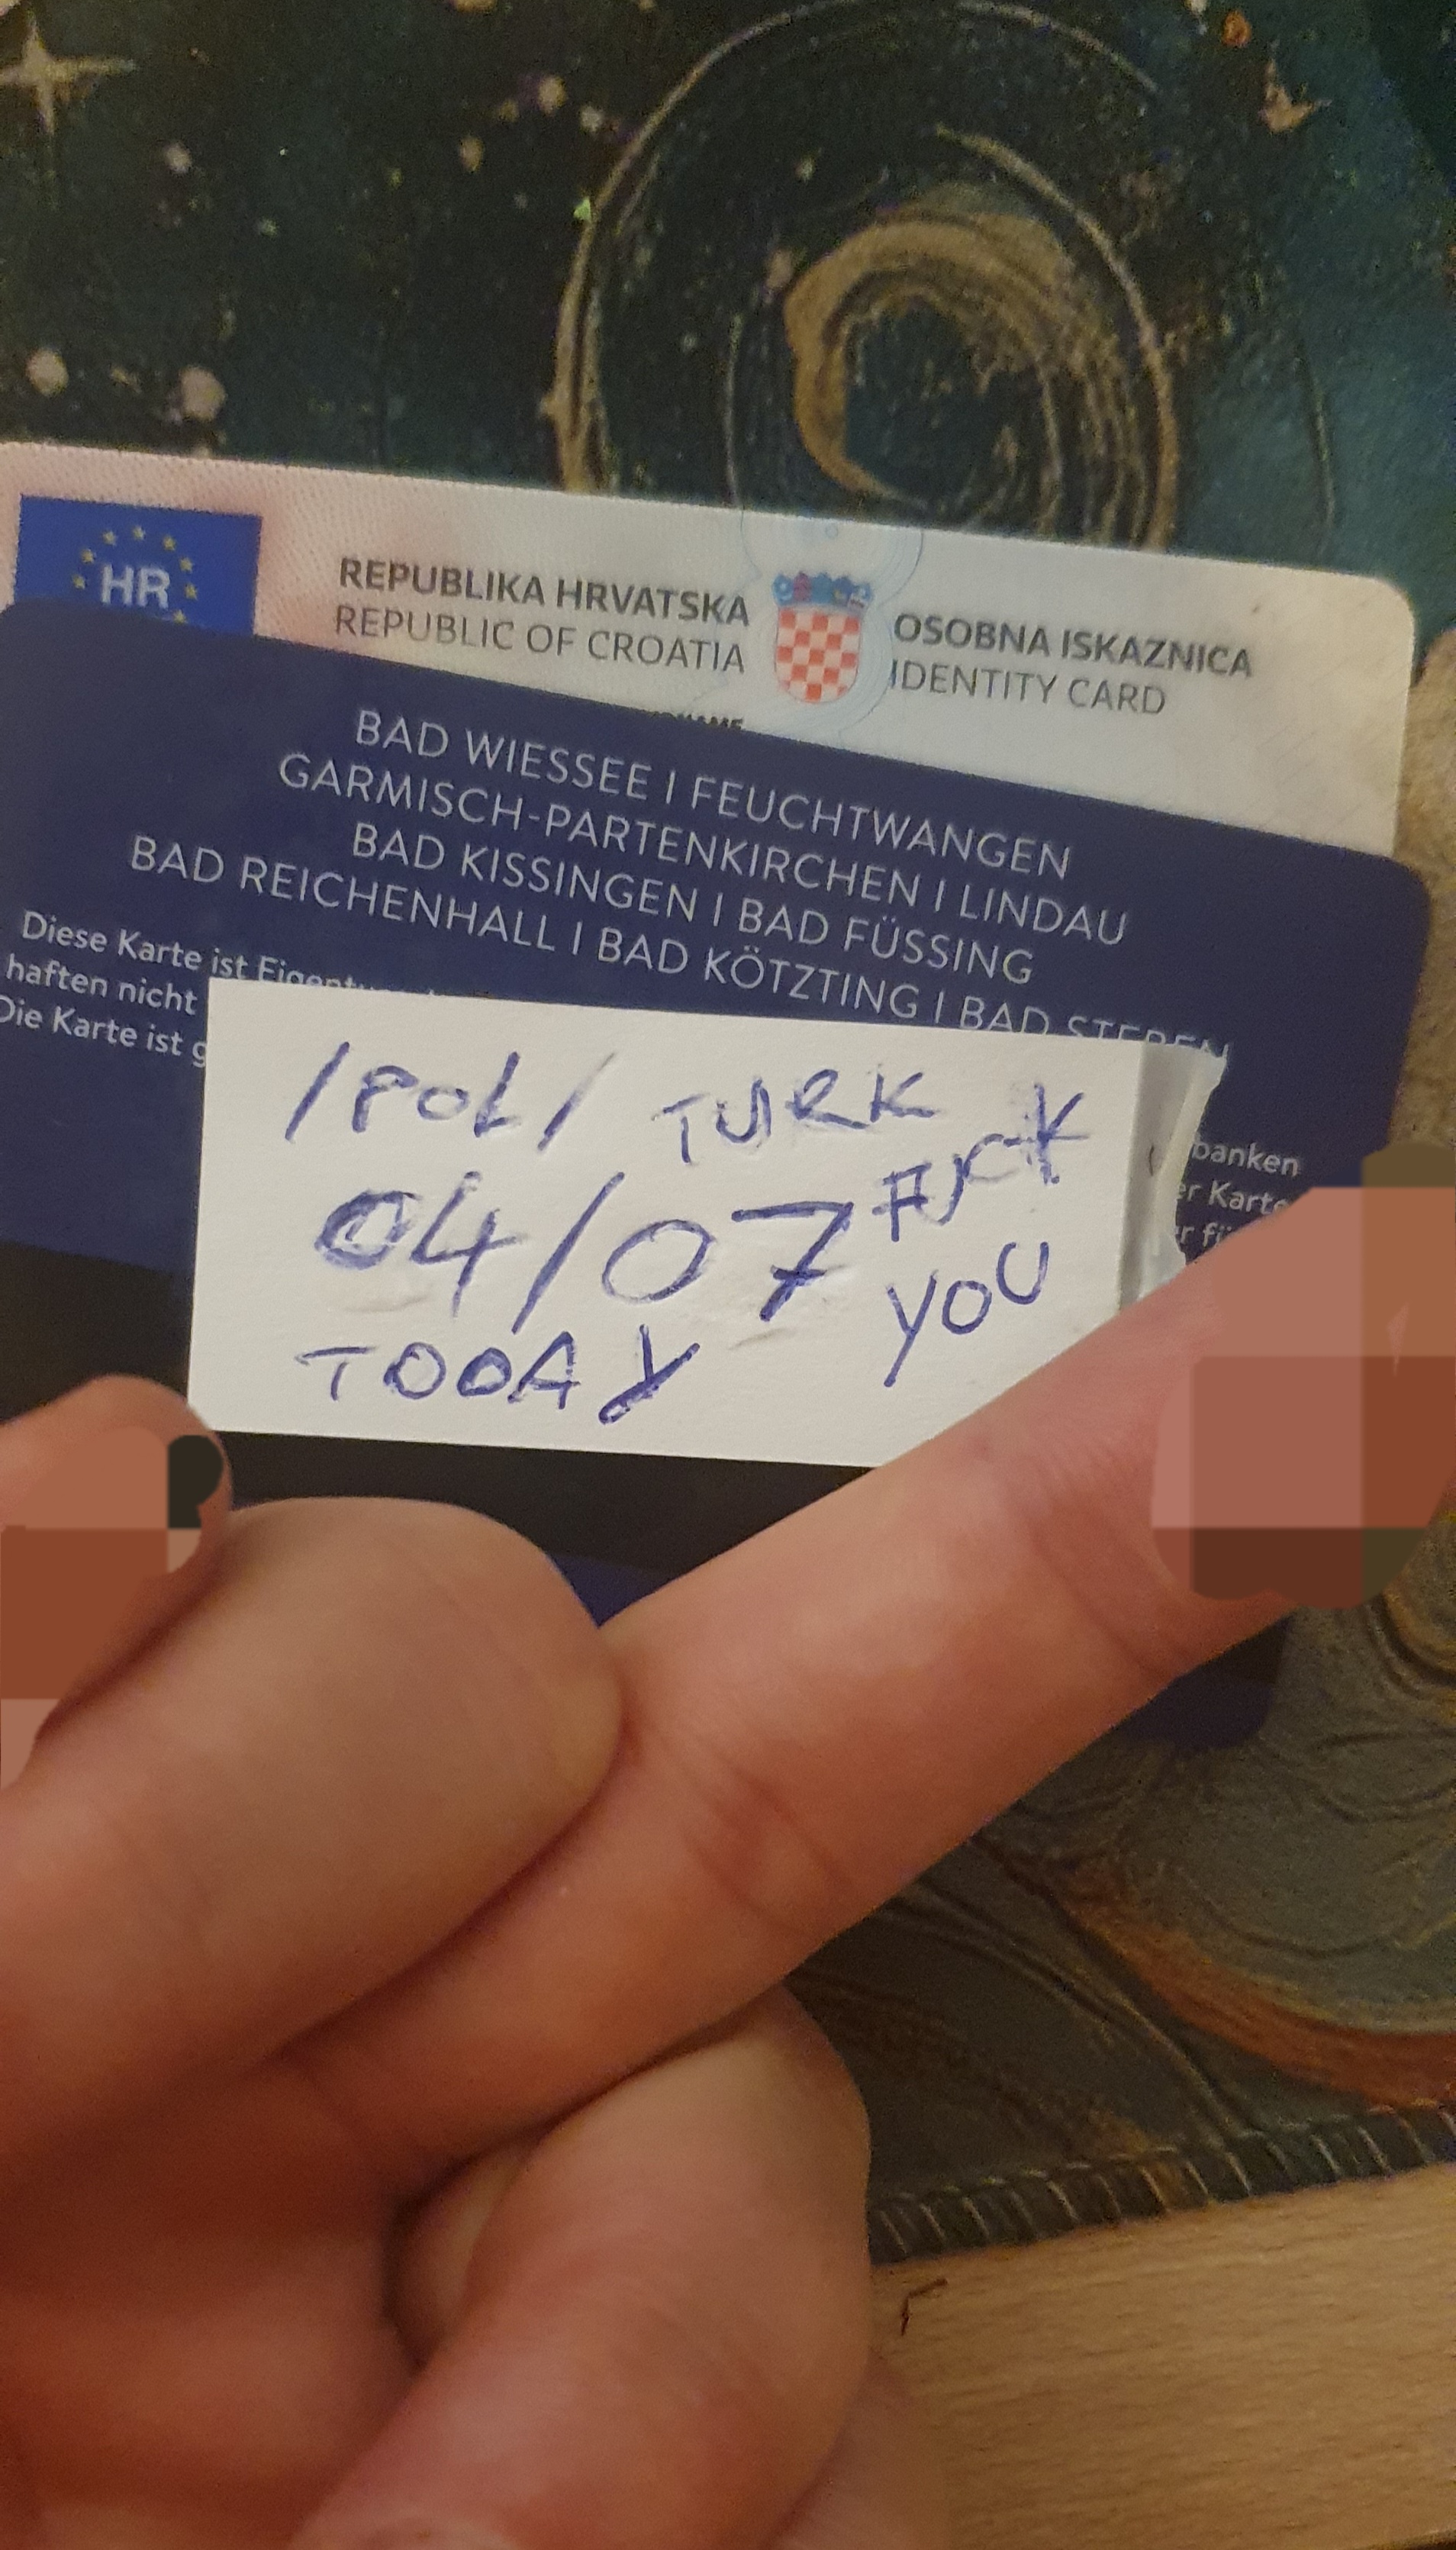 HR
REPUBLIKA HRVATSKA
REPUBLIC OF CROATIA
OSOBNA ISKAZNICA
IDENTITY CARD
BAD WIESSEE I FEUCHTWANGEN
GARMISCH-PARTENKIRCHEN I LINDAU
BAD KISSINGEN I BAD FÜSSING
BAD REICHENHALL I BAD KÖTZTING I BAD STEBEN
Diese Karte ist
haften nicht
Die Karte ist
banken
Karte
/POL/ TURK
04/07 FUCK
TODAY YOU